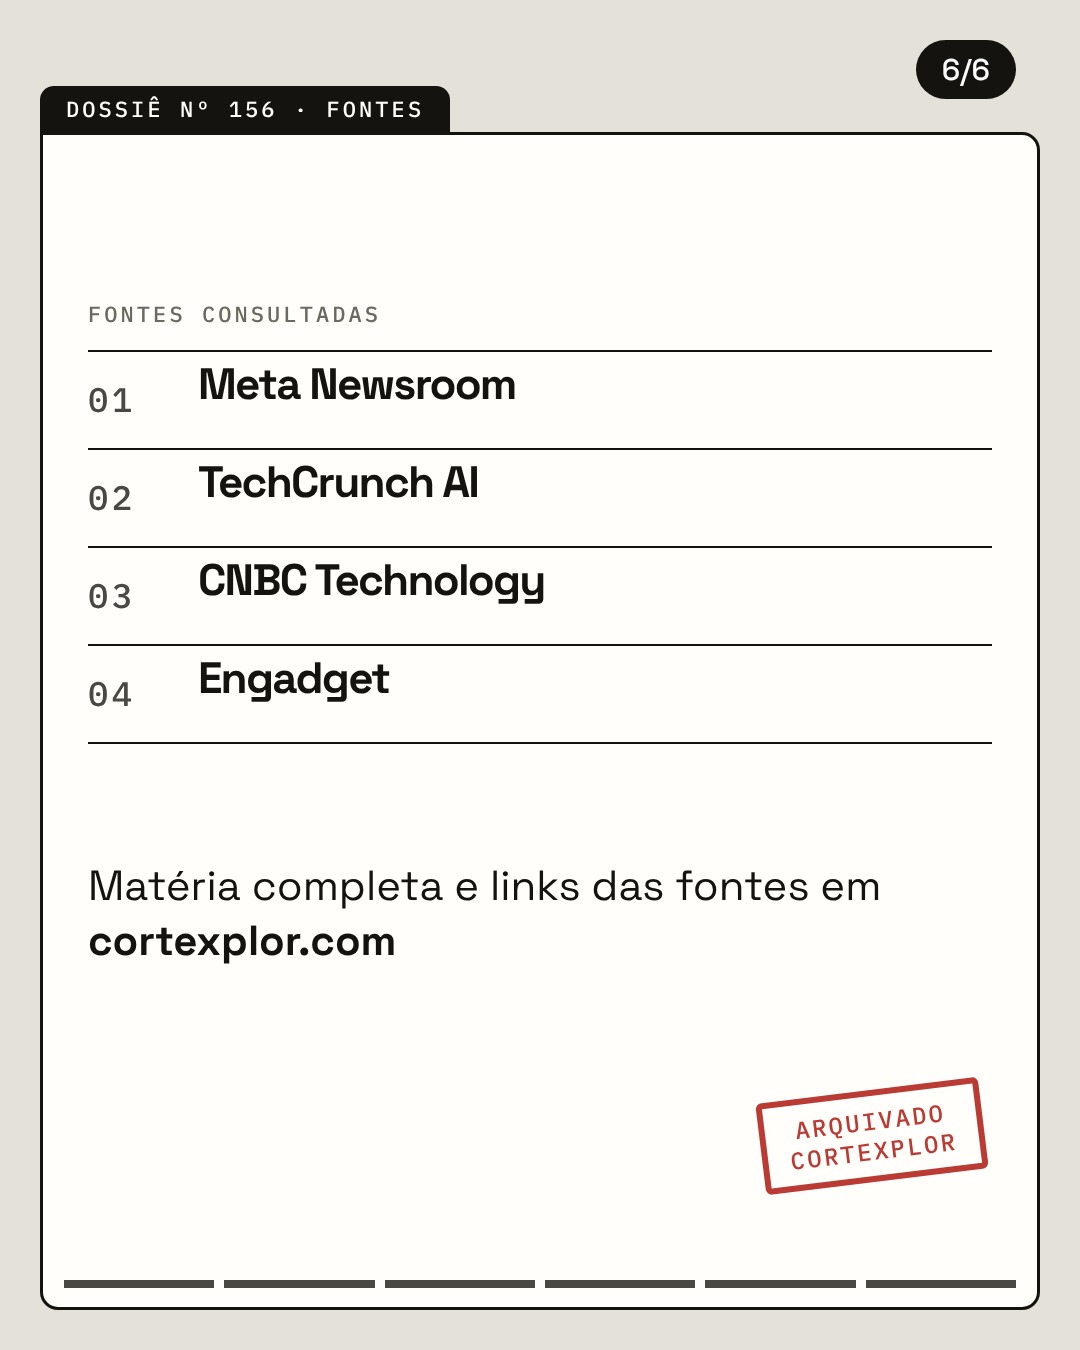 6/6
DOSSIÊ Nº 156 · FONTES
FONTES CONSULTADAS
01 Meta Newsroom
02 TechCrunch AI
03 CNBC Technology
04 Engadget
Matéria completa e links das fontes em
cortexplor.com
ARQUIVADO
CORTEXPLOR